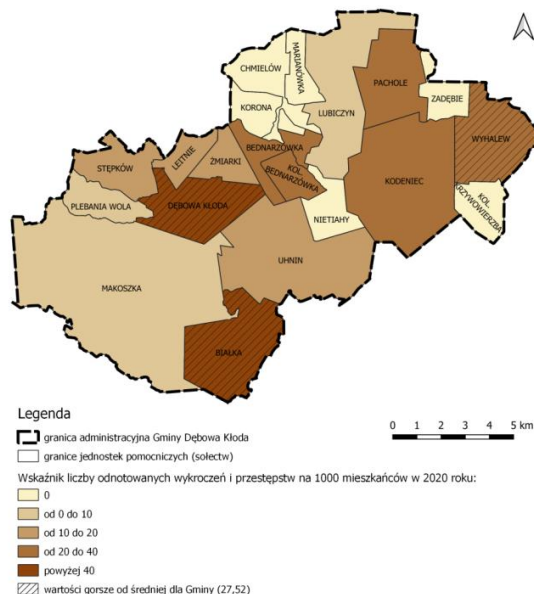 CHMIELÓW
MARIANÓWKA
PACHOLE
ZADĘBIE
KORONA
LUBICZYN
BEDNARZÓWKA
WYHALEW
LEITNIE
STĘPKÓW
ŻMIARKI
KOL.
BEDNARZÓWKA
KODENIEC
PLEBANIA WOLA
DĘBOWA KŁODA
NIETIAHY
KOL.
KRZYWOWIERZBA
UHNIN
MAKOSZKA
BIAŁKA
Legenda
granica administracyjna Gminy Dębowa Kłoda
granice jednostek pomocniczych (sołectw)
0 1 2 3 4 5 km
Wskaźnik liczby odnotowanych wykroczeń i przestępstw na 1000 mieszkańców w 2020 roku:
0
od 0 do 10
od 10 do 20
od 20 do 40
powyżej 40
wartości gorsze od średniej dla Gminy (27,52)